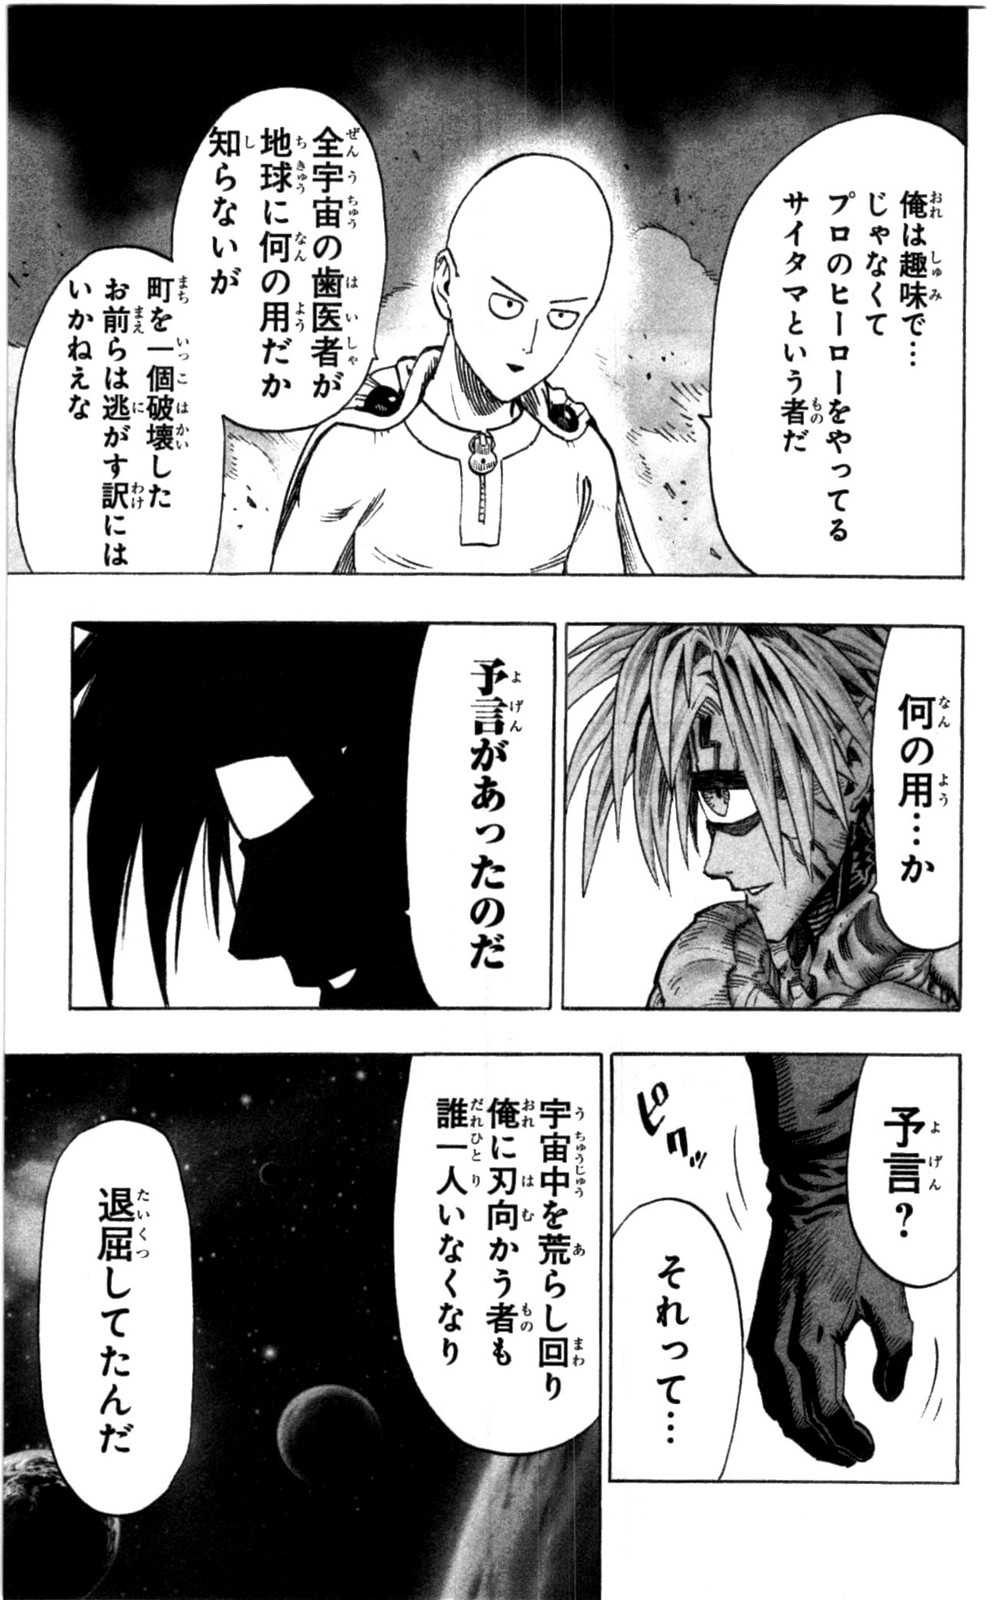 俺は趣味で…
じゃなくて
プロのヒーローをやってる
サイタマという者だ
全宇宙の歯医者が
地球に何の用だか
知らないが
町を一個破壊した
お前らは逃がす訳には
いかねえな
何の用…か
予言があったのだ
予言?
ピクッ
それって…
宇宙中を荒らし回り
俺に刃向かう者も
誰一人いなくなり
退屈してたんだ